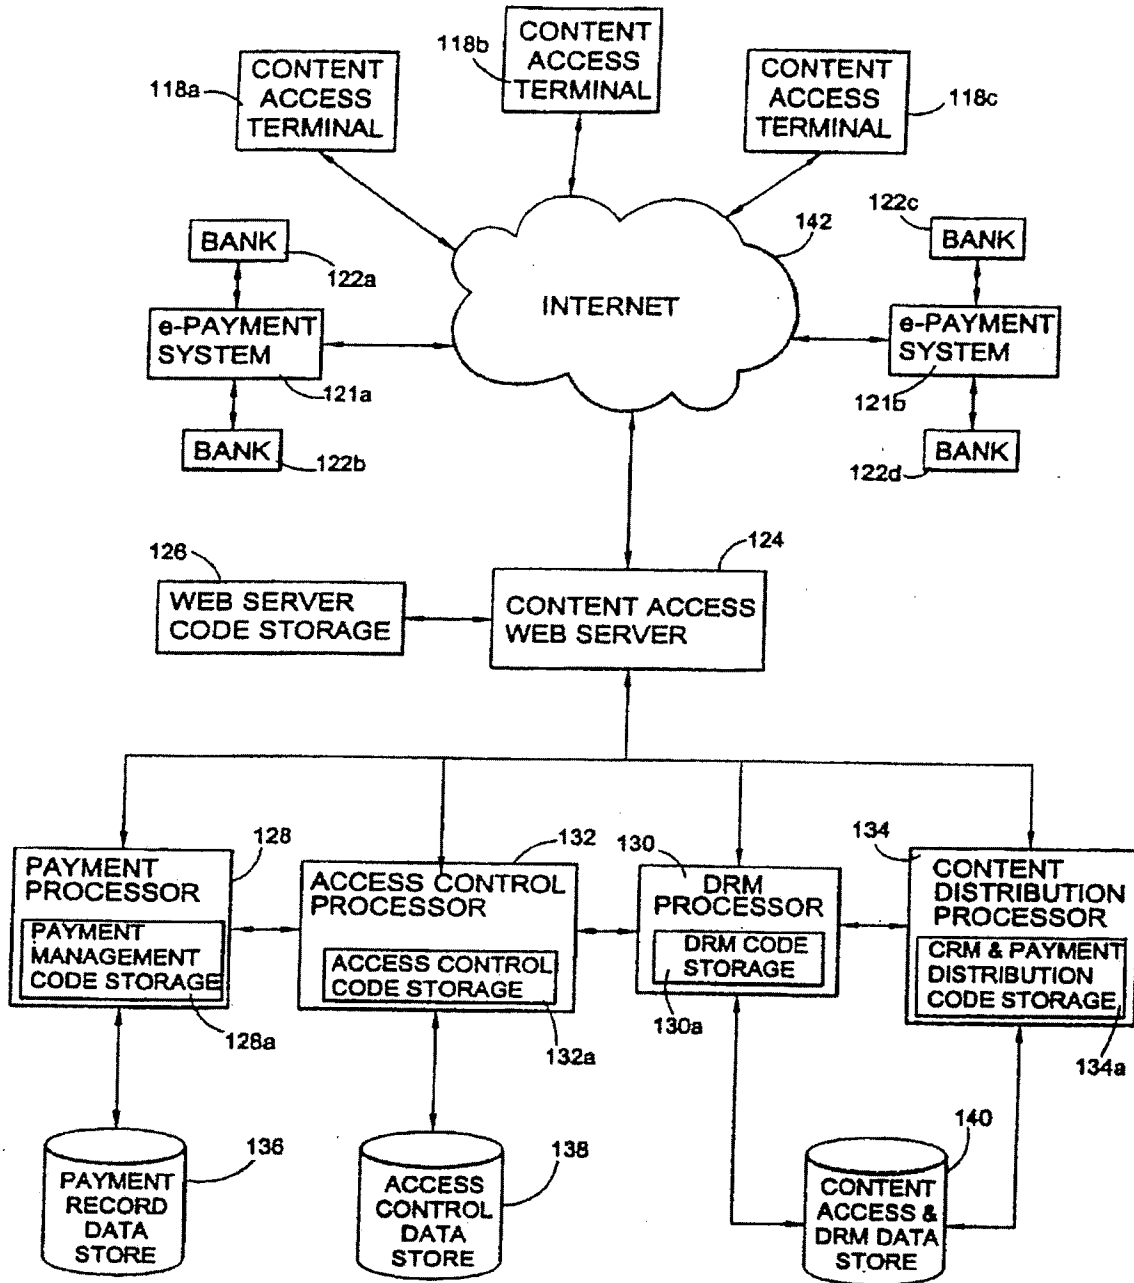 CONTENT
ACCESS
TERMINAL
118b
CONTENT
ACCESS
TERMINAL
118a
CONTENT
ACCESS
TERMINAL
118c
142
INTERNET
BANK
122a
e-PAYMENT
SYSTEM
121a
BANK
122b
122c
BANK
e-PAYMENT
SYSTEM
121b
BANK
122d
126
WEB SERVER
CODE STORAGE
124
CONTENT ACCESS
WEB SERVER
128
PAYMENT
PROCESSOR
PAYMENT
MANAGEMENT
CODE STORAGE
128a
132
ACCESS CONTROL
PROCESSOR
ACCESS CONTROL
CODE STORAGE
132a
130
DRM
PROCESSOR
DRM CODE
STORAGE
130a
134
CONTENT
DISTRIBUTION
PROCESSOR
CRM & PAYMENT
DISTRIBUTION
CODE STORAGE
134a
136
PAYMENT
RECORD
DATA
STORE
138
ACCESS
CONTROL
DATA
STORE
140
CONTENT
ACCESS &
DRM DATA
STORE